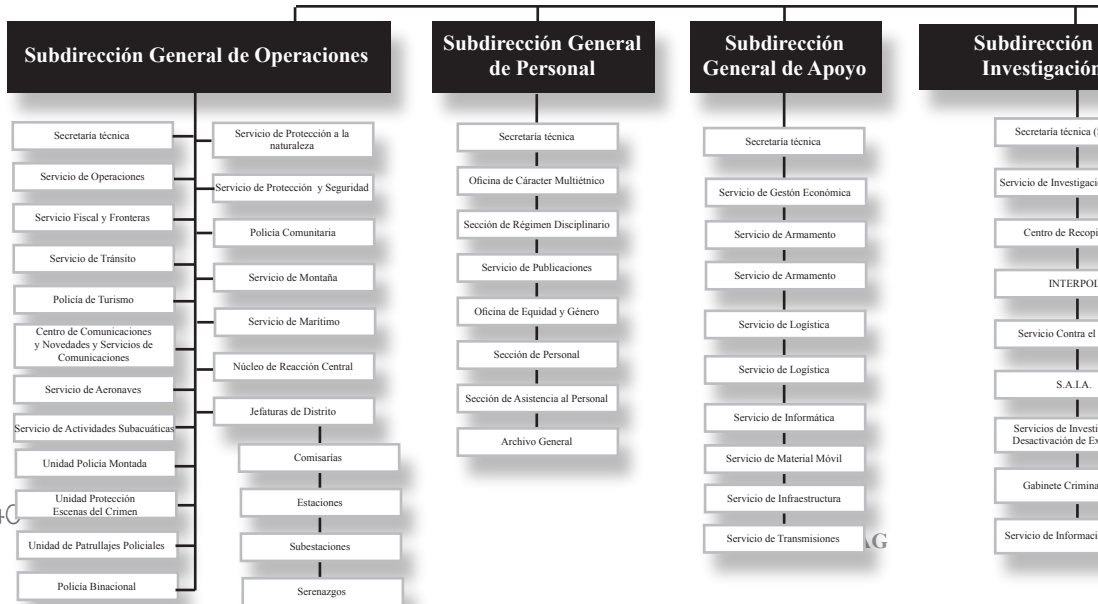 Subdirección General de Operaciones
Secretaría técnica
Servicio de Operaciones
Servicio Fiscal y Fronteras
Servicio de Tránsito
Policía de Turismo
Centro de Comunicaciones
y Novedades y Servicios de
Comunicaciones
Servicio de Aeronaves
Servicio de Actividades Subacuáticas
Unidad Policía Montada
Unidad Protección
Escenas del Crimen
Unidad de Patrullajes Policiales
Policía Binacional
Servicio de Protección a la
naturaleza
Servicio de Protección y Seguridad
Policía Comunitaria
Servicio de Montaña
Servicio de Marítimo
Núcleo de Reacción Central
Jefaturas de Distrito
Comisarías
Estaciones
Subestaciones
Serenazgos
Subdirección General
de Personal
Secretaría técnica
Oficina de Cáracter Multiétnico
Sección de Régimen Disciplinario
Servicio de Publicaciones
Oficina de Equidad y Género
Sección de Personal
Sección de Asistencia al Personal
Archivo General
Subdirección
General de Apoyo
Secretaría técnica
Servicio de Gestón Económica
Servicio de Armamento
Servicio de Armamento
Servicio de Logística
Servicio de Logística
Servicio de Informática
Servicio de Material Móvil
Servicio de Infraestructura
Servicio de Transmisiones
Subdirección
Investigación
Secretaría técnica
Servicio de
Centro de
INTERPOL
Servicio Contra el
S.A.I.A.
Servicios de
Desactivación de
Gabinete
Servicio de